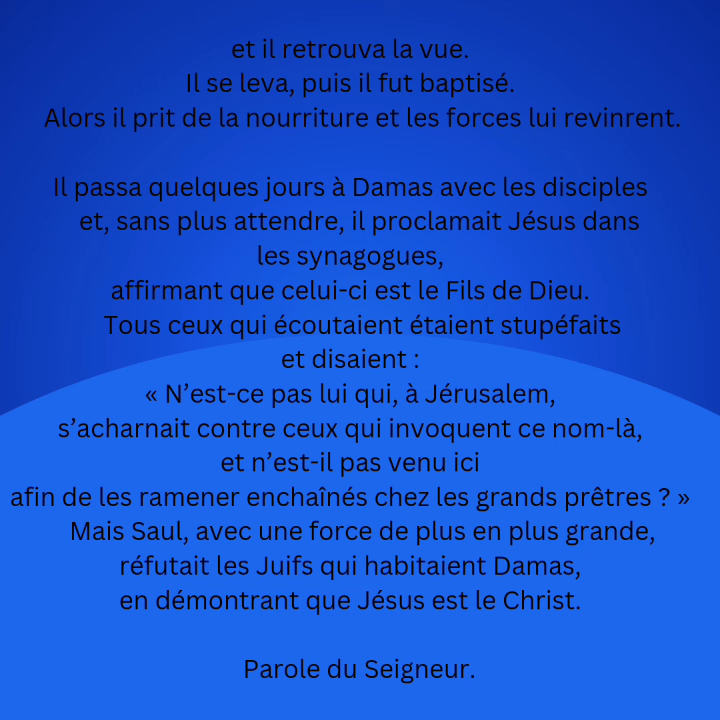 et il retrouva la vue.
Il se leva, puis il fut baptisé.
Alors il prit de la nourriture et les forces lui revinrent.
Il passa quelques jours à Damas avec les disciples
et, sans plus attendre, il proclamait Jésus dans
les synagogues,
affirmant que celui-ci est le Fils de Dieu.
Tous ceux qui écoutaient étaient stupéfaits
et disaient :
« N’est-ce pas lui qui, à Jérusalem,
s’acharnait contre ceux qui invoquent ce nom-là,
et n’est-il pas venu ici
afin de les ramener enchaînés chez les grands prêtres ? »
Mais Saul, avec une force de plus en plus grande,
réfutait les Juifs qui habitaient Damas,
en démontrant que Jésus est le Christ.
Parole du Seigneur.